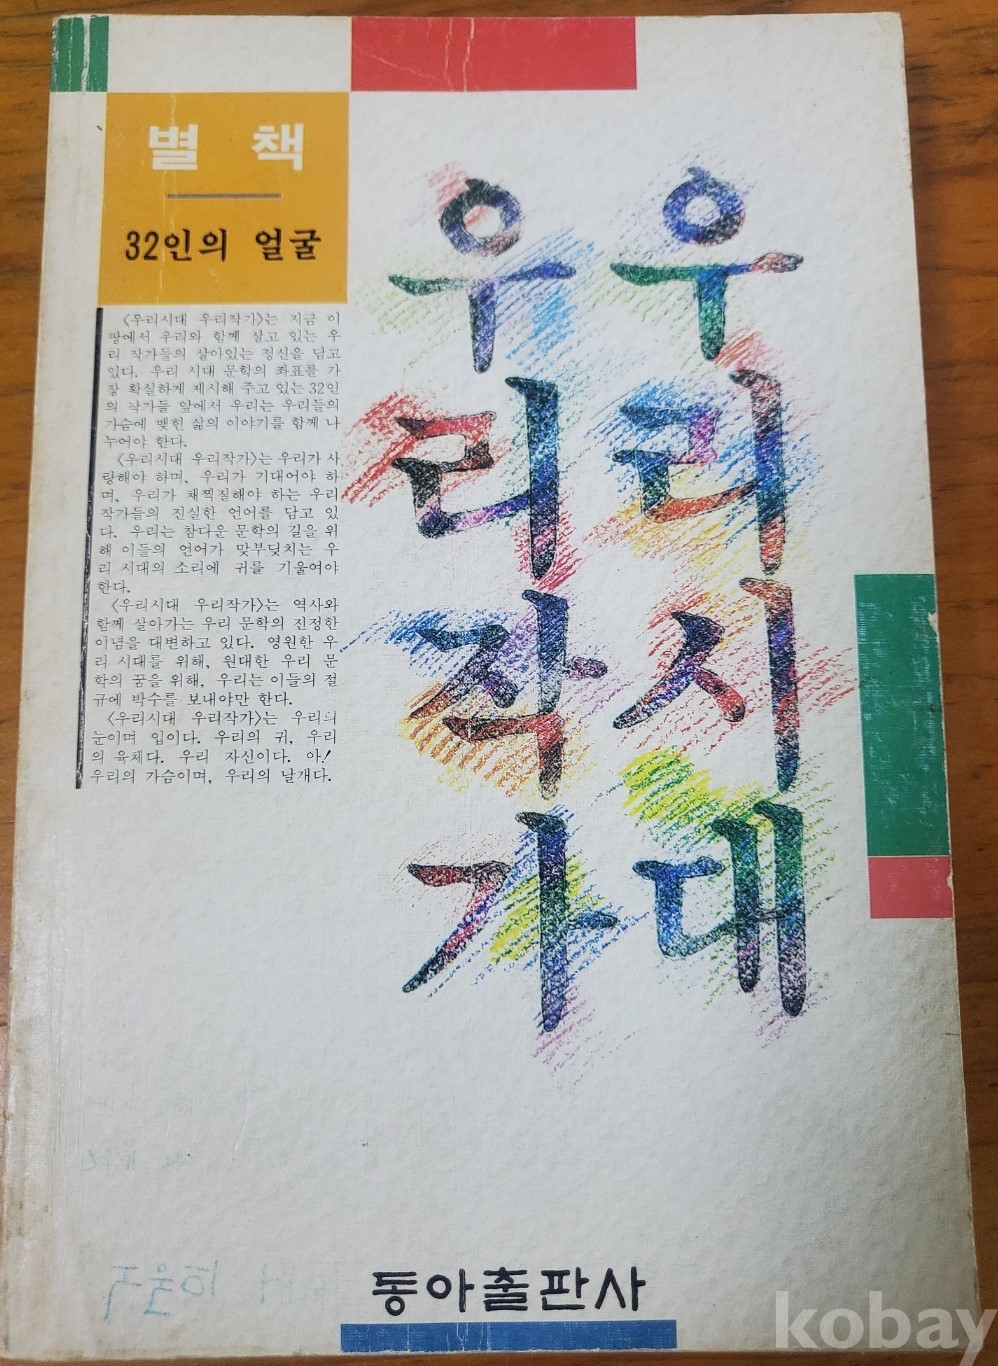 별 책
32인의 얼굴
우리시대
우리작가
〈우리시대 우리작가〉는 지금 이
땅에서 우리와 함께 살고 있는 우
리 작가들의 살아있는 정신을 담고
있다. 우리 시대 문학의 좌표를 가
장 확실하게 제시해 주고 있는 32인
의 작가들 앞에서 우리는 우리들의
가슴에 맺힌 삶의 이야기를 함께 나
누어야 한다.
〈우리시대 우리작가〉는 우리가 사
랑해야 하며, 우리가 기대어야 하
며, 우리가 채찍질해야 하는 우리
작가들의 진실한 언어를 담고 있
다. 우리는 참다운 문학의 길을 위
해 이들의 언어가 맞부딪치는 우
리 시대의 소리에 귀를 기울여야
한다.
〈우리시대 우리작가〉는 역사와
함께 살아가는 우리 문학의 진정한
이념을 대변하고 있다. 영원한 우
리 시대를 위해, 원대한 우리 문
학의 꿈을 위해, 우리는 이들의 절
규에 박수를 보내야만 한다.
〈우리시대 우리작가〉는 우리의
눈이며 입이다. 우리의 귀, 우리
의 육체다. 우리 자신이다. 아!
우리의 가슴이며, 우리의 날개다.
동아출판사
kobay